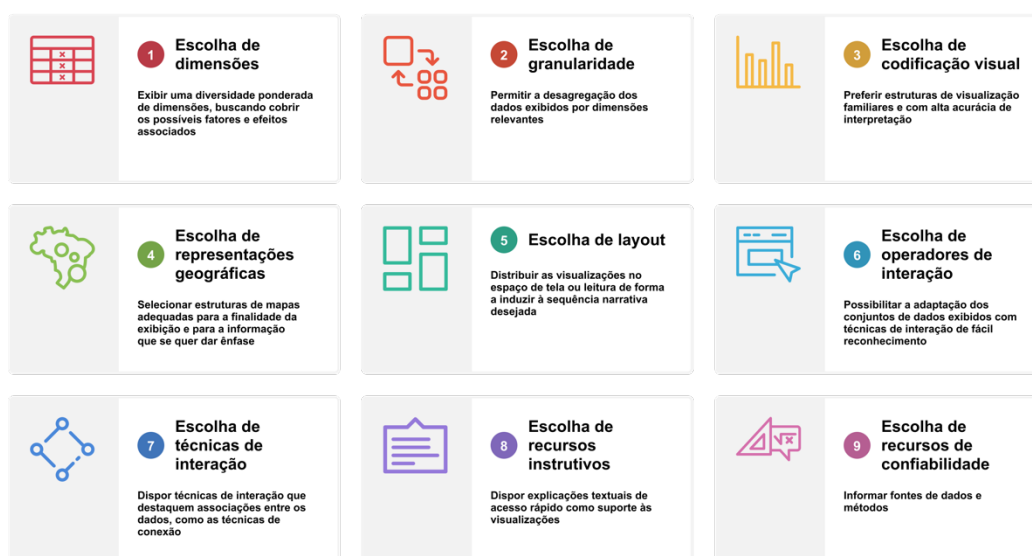 1
Escolha de
dimensões
Exibir uma diversidade ponderada
de dimensões, buscando cobrir
os possíveis fatores e efeitos
associados
2
Escolha de
granularidade
Permitir a desagregação dos
dados exibidos por dimensões
relevantes
3
Escolha de
codificação visual
Preferir estruturas de visualização
familiares e com alta acurácia de
interpretação
4
Escolha de
representações
geográficas
Selecionar estruturas de mapas
adequadas para a finalidade da
exibição e para a informação
que se quer dar ênfase
5
Escolha de layout
Distribuir as visualizações no
espaço de tela ou leitura de forma
a induzir à sequência narrativa
desejada
6
Escolha de
operadores de
interação
Possibilitar a adaptação dos
conjuntos de dados exibidos com
técnicas de interação de fácil
reconhecimento
7
Escolha de
técnicas de
interação
Dispor técnicas de interação que
destaquem associações entre os
dados, como as técnicas de
conexão
8
Escolha de
recursos
instrutivos
Dispor explicações textuais de
acesso rápido como suporte às
visualizações
9
Escolha de
recursos de
confiabilidade
Informar fontes de dados e
métodos